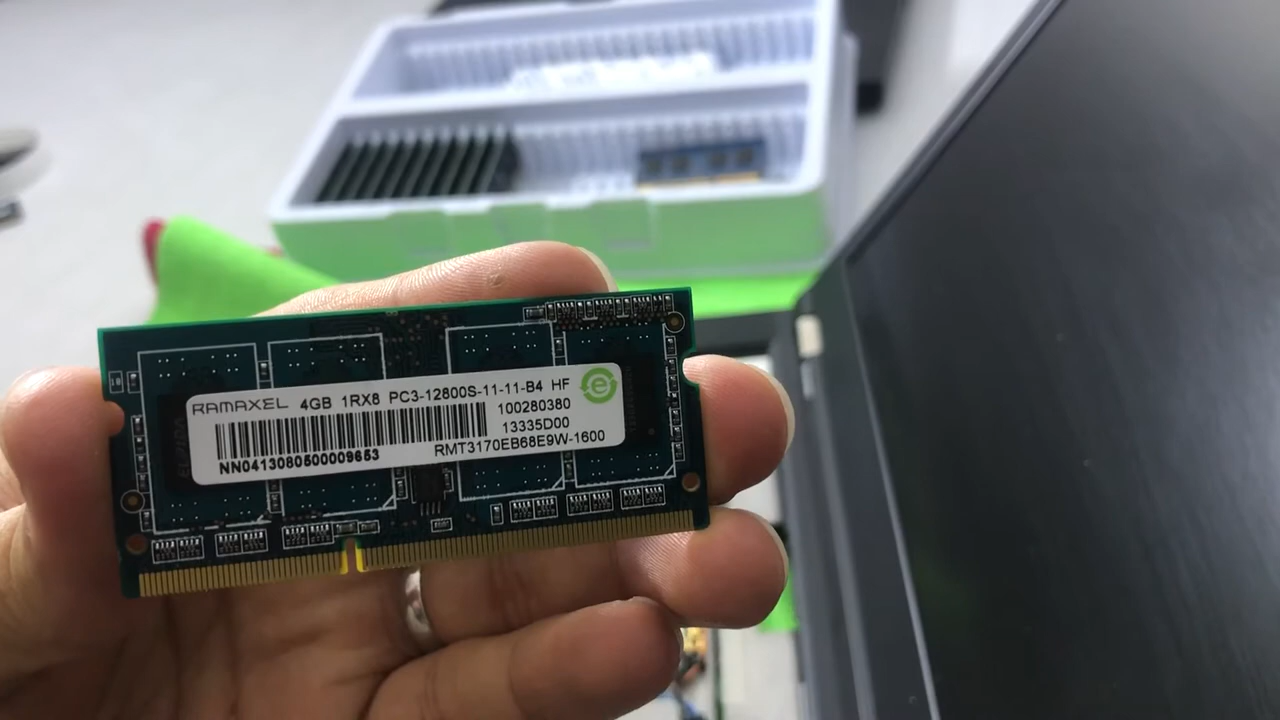 RAMAXEL 4GB 1RX8 PC3-12800S-11-11-B4 HF
100280380
13335D00
RMT3170EB68E9W-1600
NN0413080500009653